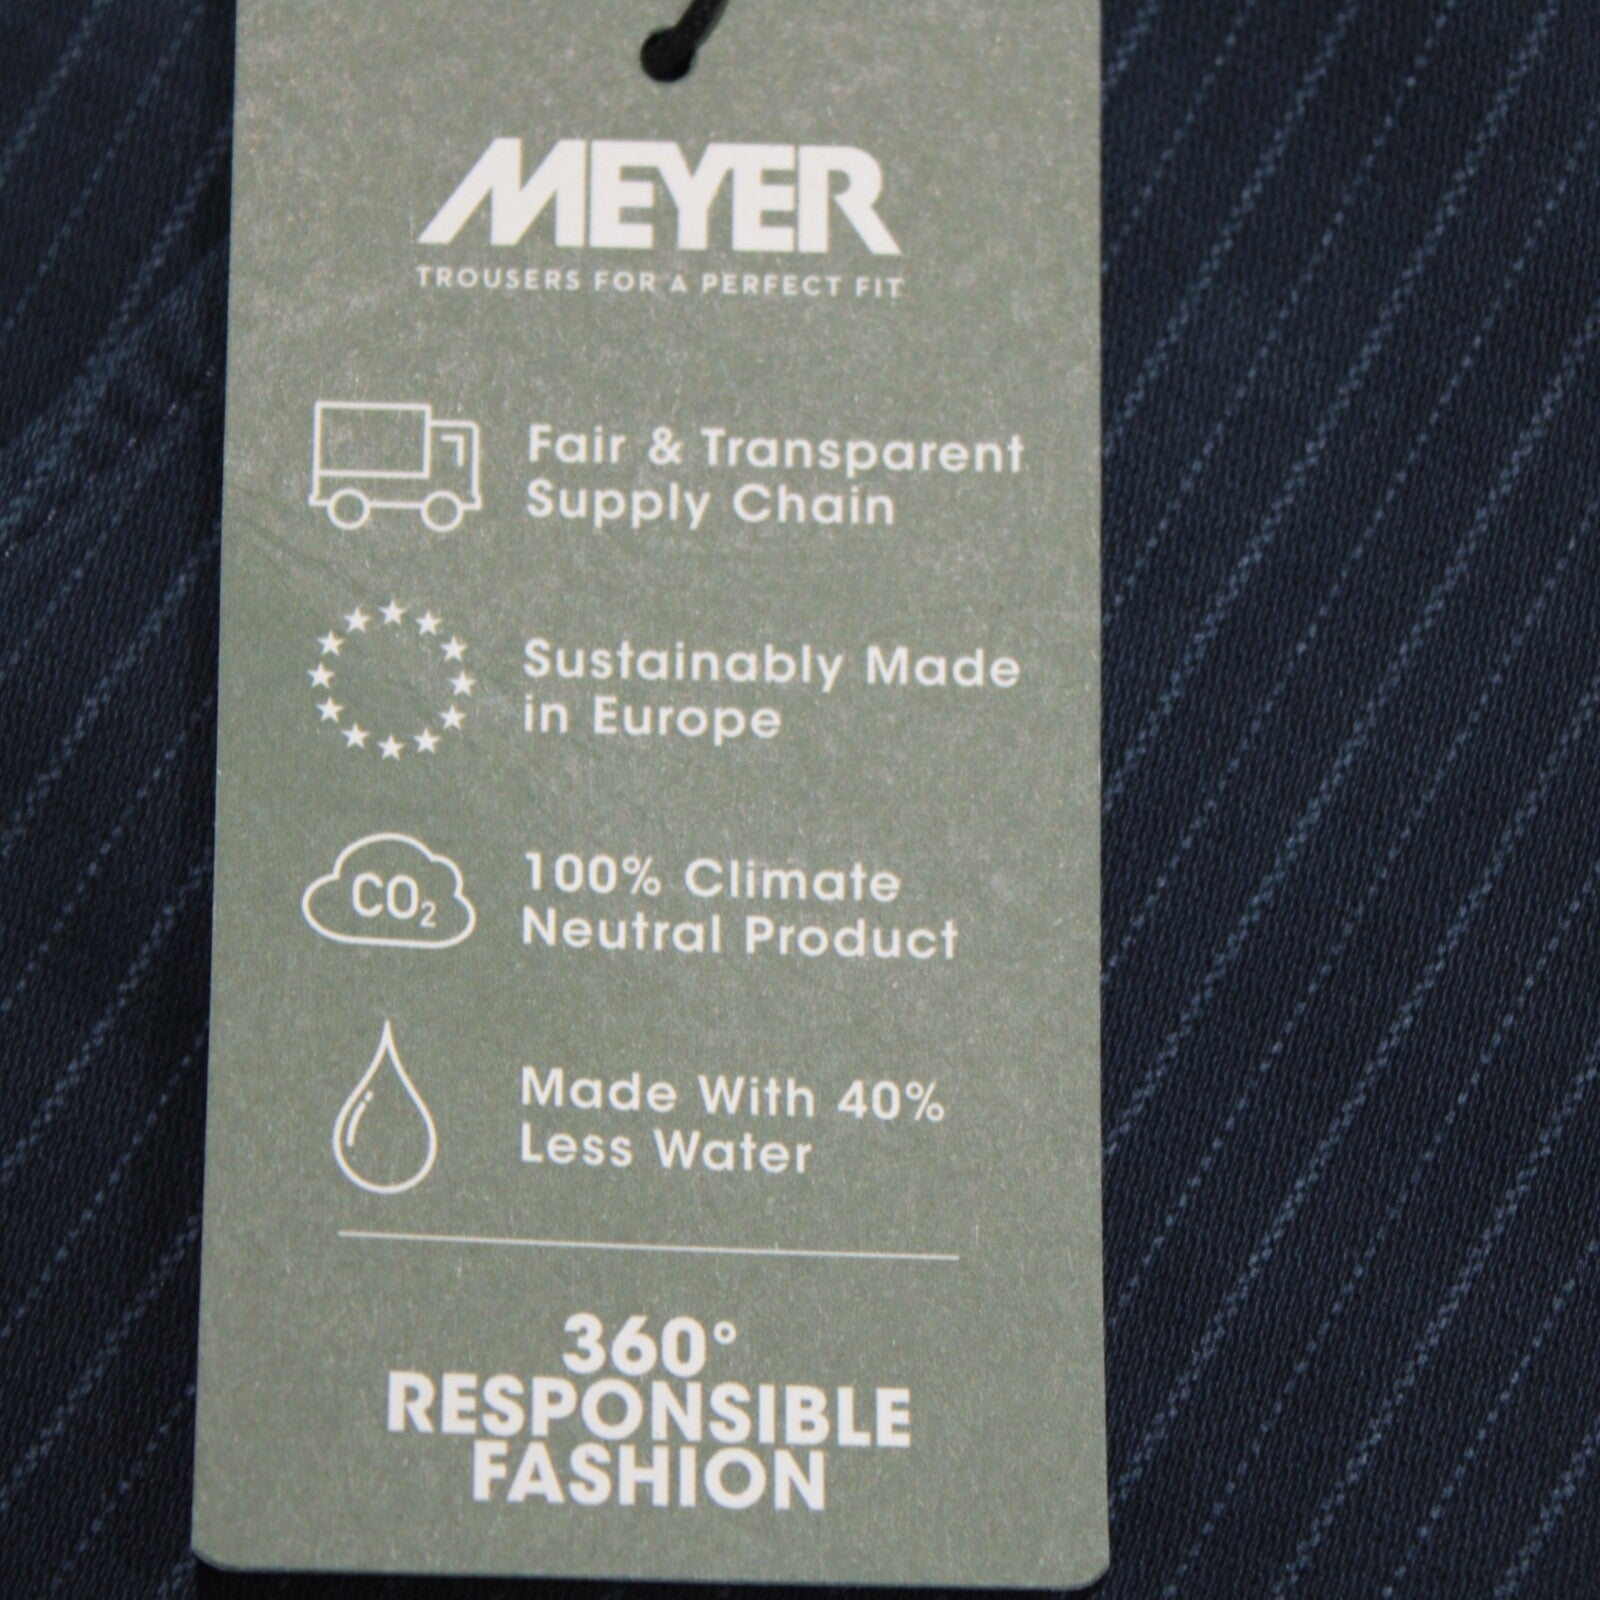 MEYER
TROUSERS FOR A PERFECT FIT
Fair & Transparent
Supply Chain
Sustainably Made
in Europe
CO₂
100% Climate
Neutral Product
Made With 40%
Less Water
360°
RESPONSIBLE
FASHION